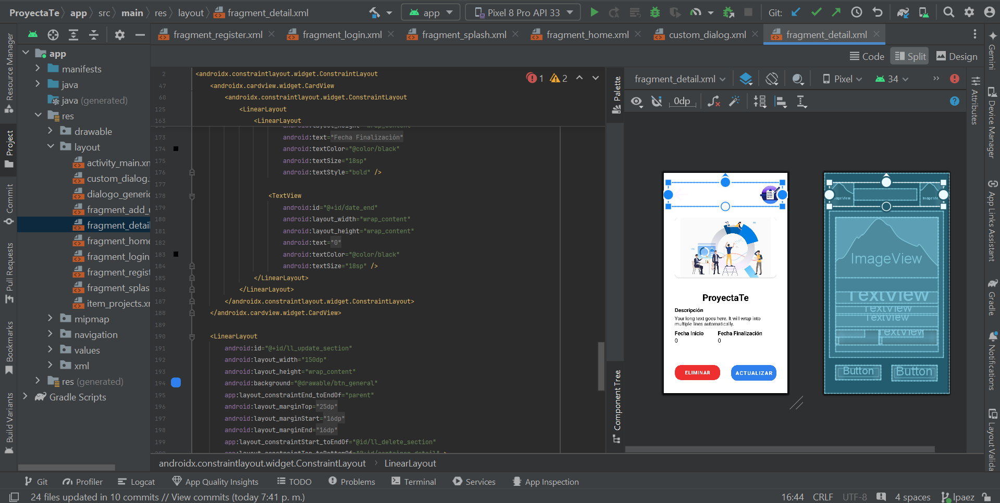 ProyectaTe app src main res layout fragment_detail.xml
app Pixel 8 Pro API 33 Git:
fragment_register.xml fragment_login.xml fragment_splash.xml fragment_home.xml custom_dialog.xml fragment_detail.xml
Code Split Design
Resource Manager
Project
Commit
Pull Requests
Bookmarks
Build Variants
app
manifests
java
java (generated)
res
drawable
layout
activity_main.xm
custom_dialog.
dialogo_generic
fragment_add_
fragment_detail
fragment_home
fragment_login
fragment_regist
fragment_splas
item_projects.xm
mipmap
navigation
values
xml
res (generated)
Gradle Scripts
1 2
2 <androidx.constraintlayout.widget.ConstraintLayout
47 <androidx.cardview.widget.CardView
60 <androidx.constraintlayout.widget.ConstraintLayout
125 <LinearLayout
163 <LinearLayout
172 android:layout_height="wrap_content"
173 android:text="Fecha Finalización"
174 android:textColor="@color/black"
175 android:textSize="18sp"
176 android:textStyle="bold" />
177
178 <TextView
179 android:id="@+id/date_end"
180 android:layout_width="wrap_content"
181 android:layout_height="wrap_content"
182 android:text="0"
183 android:textColor="@color/black"
184 android:textSize="18sp" />
185 </LinearLayout>
186 </LinearLayout>
187 </androidx.constraintlayout.widget.ConstraintLayout>
188 </androidx.cardview.widget.CardView>
189
190 <LinearLayout
191 android:id="@+id/ll_update_section"
192 android:layout_width="150dp"
193 android:layout_height="wrap_content"
194 android:background="@drawable/btn_general"
195 app:layout_constraintEnd_toEndOf="parent"
196 android:layout_marginTop="25dp"
197 android:layout_marginStart="16dp"
198 android:layout_marginEnd="16dp"
199 app:layout_constraintStart_toEndOf="@id/ll_delete_section"
200 app:layout_constraintTop_toBottomOf="@+id/container_detail" >
androidx.constraintlayout.widget.ConstraintLayout LinearLayout
Palette
Component Tree
fragment_detail.xml Pixel 34
0dp
Attributes
ProyectaTe
Descripción
Your long text goes here. It will wrap into
multiple lines automatically.
Fecha Inicio Fecha Finalización
0 0
ELIMINAR ACTUALIZAR
ImageView ImageView
ImageView
TextView
TextView
TextView
TextView
Button Button
Gemini
Device Manager
App Links Assistant
Gradle
Notifications
Layout Valida
Git Profiler Logcat App Quality Insights TODO Problems Terminal Services App Inspection
24 files updated in 10 commits // View commits (today 7:41 p. m.) 16:44 CRLF UTF-8 4 spaces lpaez